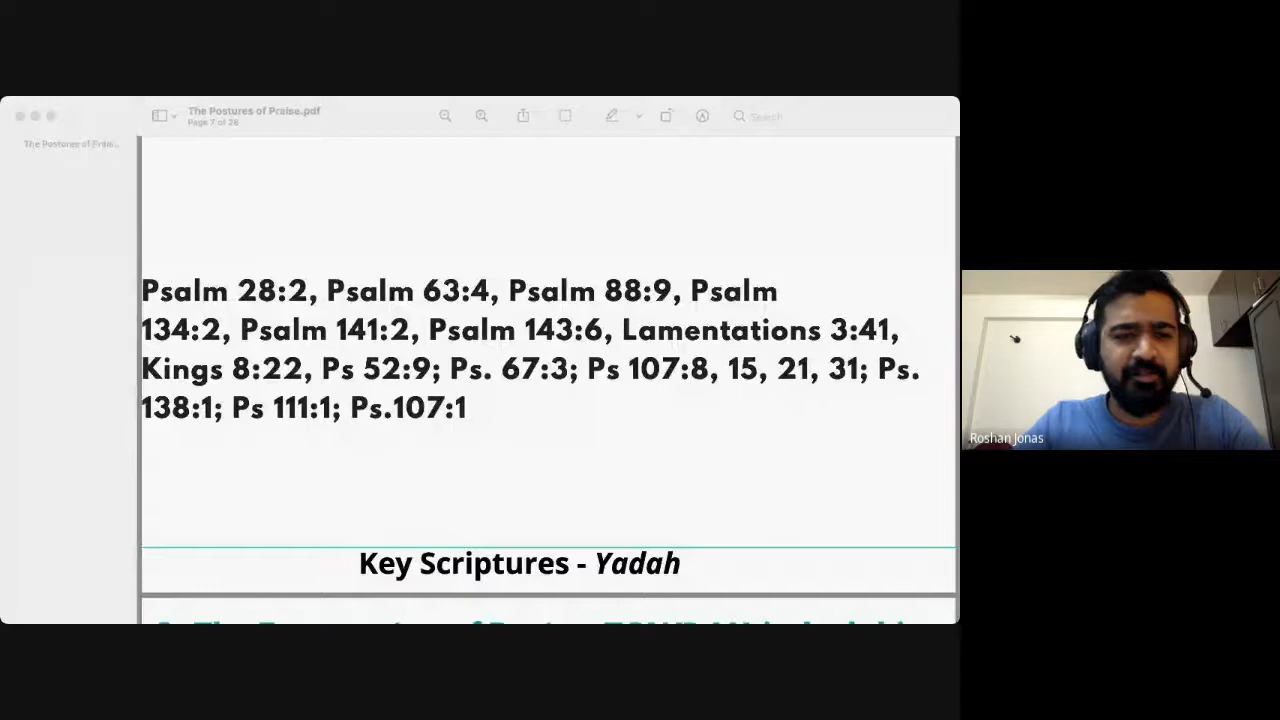 The Postures of Praise.pdf
Page 7 of 26
Search
The Postures of Prais...
Psalm 28:2, Psalm 63:4, Psalm 88:9, Psalm
134:2, Psalm 141:2, Psalm 143:6, Lamentations 3:41,
Kings 8:22, Ps 52:9; Ps. 67:3; Ps 107:8, 15, 21, 31; Ps.
138:1; Ps 111:1; Ps.107:1
Key Scriptures - Yadah
Roshan Jonas